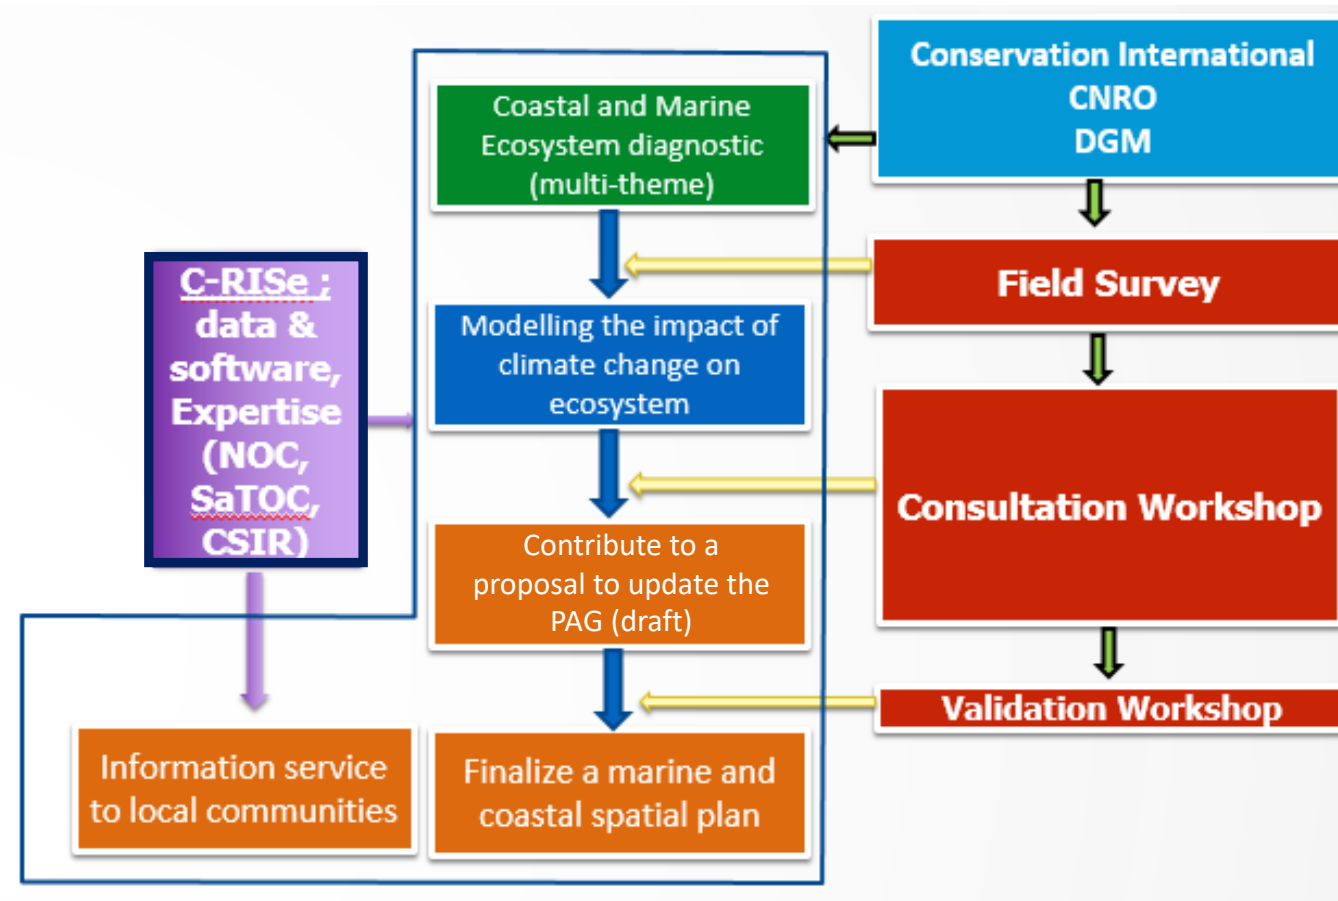 Conservation International
CNRO
DGM
Coastal and Marine
Ecosystem diagnostic
(multi-theme)
Field Survey
C-RISe ;
data &
software,
Expertise
(NOC,
SaTOC,
CSIR)
Modelling the impact of
climate change on
ecosystem
Consultation Workshop
Contribute to a
proposal to update the
PAG (draft)
Validation Workshop
Information service
to local communities
Finalize a marine and
coastal spatial plan